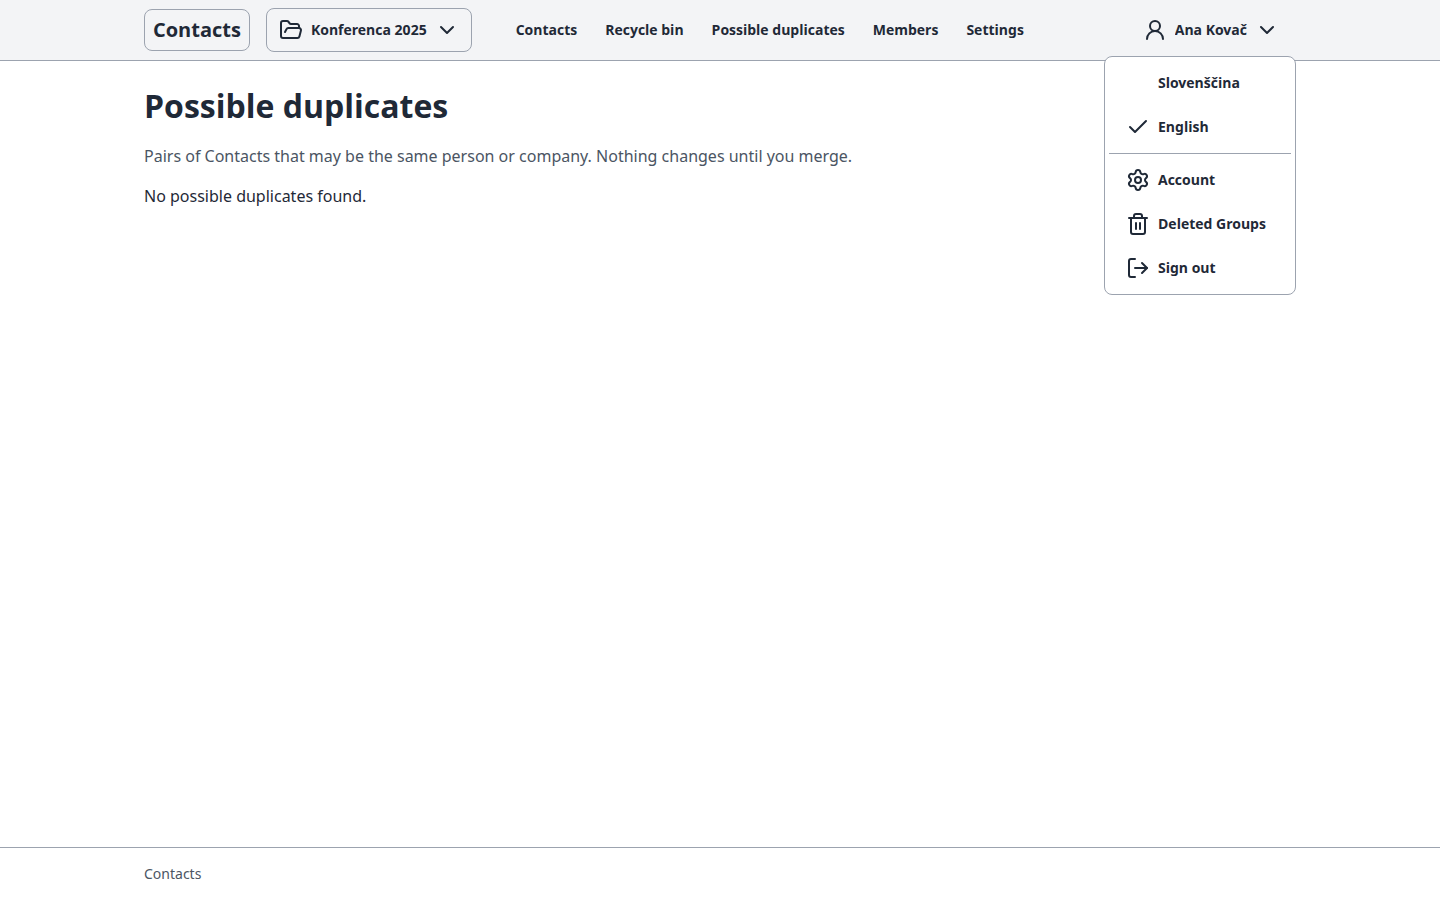 Contacts
Konferenca 2025
Contacts
Recycle bin
Possible duplicates
Members
Settings
Ana Kovač
Slovenščina
English
Account
Deleted Groups
Sign out
Possible duplicates
Pairs of Contacts that may be the same person or company. Nothing changes until you merge.
No possible duplicates found.
Contacts